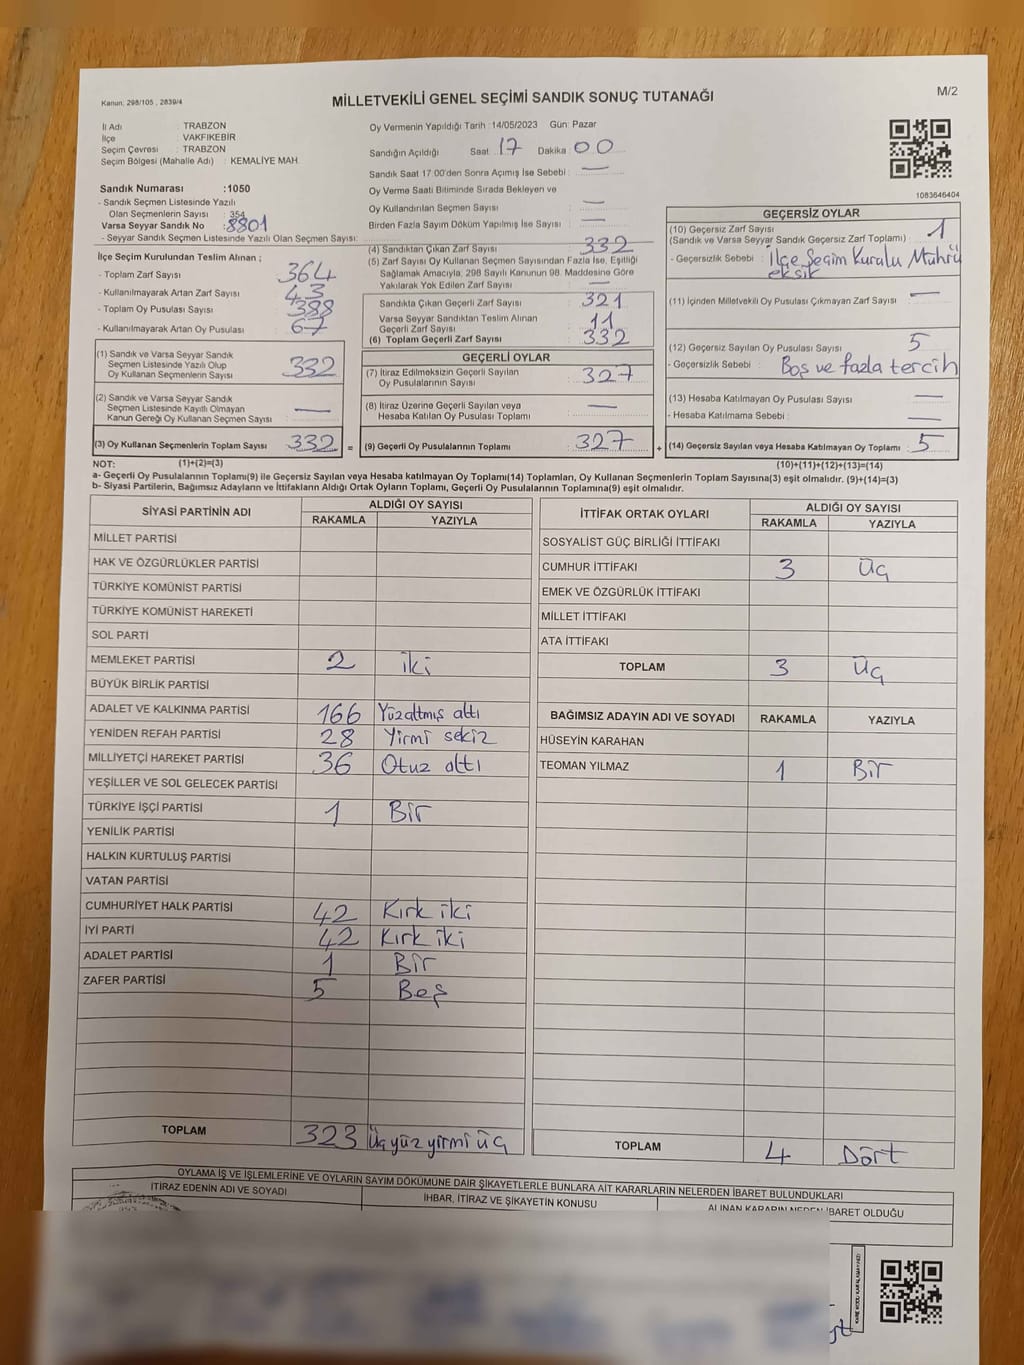 Kanun: 298/105 , 2839/4
MİLLETVEKİLİ GENEL SEÇİMİ SANDIK SONUÇ TUTANAĞI
M/2
İl Adı : TRABZON
İlçe : VAKFIKEBİR
Seçim Çevresi : TRABZON
Seçim Bölgesi (Mahalle Adı) : KEMALİYE MAH.
Oy Vermenin Yapıldığı Tarih :14/05/2023 Gün: Pazar
Sandığın Açıldığı Saat : 17 Dakika : 00
Sandık Saat 17.00'den Sonra Açımış İse Sebebi : —
Oy Verme Saati Bitiminde Sırada Bekleyen ve
Oy Kullandırılan Seçmen Sayısı —
Birden Fazla Sayım Döküm Yapılmış İse Sayısı : —
1083646404
Sandık Numarası :1050
- Sandık Seçmen Listesinde Yazılı
Olan Seçmenlerin Sayısı : 354
Varsa Seyyar Sandık No : 8801
- Seyyar Sandık Seçmen Listesinde Yazılı Olan Seçmen Sayısı:
İlçe Seçim Kurulundan Teslim Alınan ;
- Toplam Zarf Sayısı : 364
- Kullanılmayarak Artan Zarf Sayısı : 43
- Toplam Oy Pusulası Sayısı : 388
- Kullanılmayarak Artan Oy Pusulası : 67
(1) Sandık ve Varsa Seyyar Sandık
Seçmen Listesinde Yazılı Olup
Oy Kullanan Seçmenlerin Sayısı : 332
(2) Sandık ve Varsa Seyyar Sandık
Seçmen Listesinde Kayıtlı Olmayan
Kanun Gereği Oy Kullanan Seçmen Sayısı : —
(3) Oy Kullanan Seçmenlerin Toplam Sayısı : 332 =
(4) Sandıktan Çıkan Zarf Sayısı : 332
(5) Zarf Sayısı Oy Kullanan Seçmen Sayısından Fazla İse, Eşitliği
Sağlamak Amacıyla, 298 Sayılı Kanunun 98. Maddesine Göre
Yakılarak Yok Edilen Zarf Sayısı : —
Sandıkta Çıkan Geçerli Zarf Sayısı : 321
Varsa Seyyar Sandıktan Teslim Alınan
Geçerli Zarf Sayısı : 11
(6) Toplam Geçerli Zarf Sayısı : 332
GEÇERLİ OYLAR
(7) İtiraz Edilmeksizin Geçerli Sayılan
Oy Pusulalarının Sayısı : 327
(8) İtiraz Üzerine Geçerli Sayılan veya
Hesaba Katılan Oy Pusulası Toplamı : —
(9) Geçerli Oy Pusulalarının Toplamı : 327 +
GEÇERSİZ OYLAR
(10) Geçersiz Zarf Sayısı
(Sandık ve Varsa Seyyar Sandık Geçersiz Zarf Toplamı) : 1
- Geçersizlik Sebebi : İlçe Seçim Kurulu Mührü
eksik
(11) İçinden Milletvekili Oy Pusulası Çıkmayan Zarf Sayısı : —
(12) Geçersiz Sayılan Oy Pusulası Sayısı : 5
- Geçersizlik Sebebi : Boş ve fazla tercih
(13) Hesaba Katılmayan Oy Pusulası Sayısı : —
- Hesaba Katılmama Sebebi : —
(14) Geçersiz Sayılan veya Hesaba Katılmayan Oy Toplamı : 5
NOT: (1)+(2)=(3)
(10)+(11)+(12)+(13)=(14)
a- Geçerli Oy Pusulalarının Toplamı(9) ile Geçersiz Sayılan veya Hesaba katılmayan Oy Toplamı(14) Toplamları, Oy Kullanan Seçmenlerin Toplam Sayısına(3) eşit olmalıdır. (9)+(14)=(3)
b- Siyasi Partilerin, Bağımsız Adayların ve İttifakların Aldığı Ortak Oyların Toplamı, Geçerli Oy Pusulalarının Toplamına(9) eşit olmalıdır.
SİYASİ PARTİNİN ADI
ALDIĞI OY SAYISI
RAKAMLA YAZIYLA
MİLLET PARTİSİ
HAK VE ÖZGÜRLÜKLER PARTİSİ
TÜRKİYE KOMÜNİST PARTİSİ
TÜRKİYE KOMÜNİST HAREKETİ
SOL PARTİ
MEMLEKET PARTİSİ 2 iki
BÜYÜK BİRLİK PARTİSİ
ADALET VE KALKINMA PARTİSİ 166 Yüzaltmış altı
YENİDEN REFAH PARTİSİ 28 Yirmi sekiz
MİLLİYETÇİ HAREKET PARTİSİ 36 Otuz altı
YEŞİLLER VE SOL GELECEK PARTİSİ
TÜRKİYE İŞÇİ PARTİSİ 1 Bir
YENİLİK PARTİSİ
HALKIN KURTULUŞ PARTİSİ
VATAN PARTİSİ
CUMHURİYET HALK PARTİSİ 42 Kırk iki
İYİ PARTİ 42 Kırk iki
ADALET PARTİSİ 1 Bir
ZAFER PARTİSİ 5 Beş
TOPLAM 323 Üçyüz yirmi üç
İTTİFAK ORTAK OYLARI
ALDIĞI OY SAYISI
RAKAMLA YAZIYLA
SOSYALİST GÜÇ BİRLİĞİ İTTİFAKI
CUMHUR İTTİFAKI 3 Üç
EMEK VE ÖZGÜRLÜK İTTİFAKI
MİLLET İTTİFAKI
ATA İTTİFAKI
TOPLAM 3 Üç
BAĞIMSIZ ADAYIN ADI VE SOYADI RAKAMLA YAZIYLA
HÜSEYİN KARAHAN
TEOMAN YILMAZ 1 Bir
TOPLAM 4 Dört
OYLAMA İŞ VE İŞLEMLERİNE VE OYLARIN SAYIM DÖKÜMÜNE DAİR ŞİKAYETLERLE BUNLARA AİT KARARLARIN NELERDEN İBARET BULUNDUKLARI
İTİRAZ EDENİN ADI VE SOYADI
İHBAR, İTİRAZ VE ŞİKAYETİN KONUSU
ALINAN KARARIN NEDEN İBARET OLDUĞU